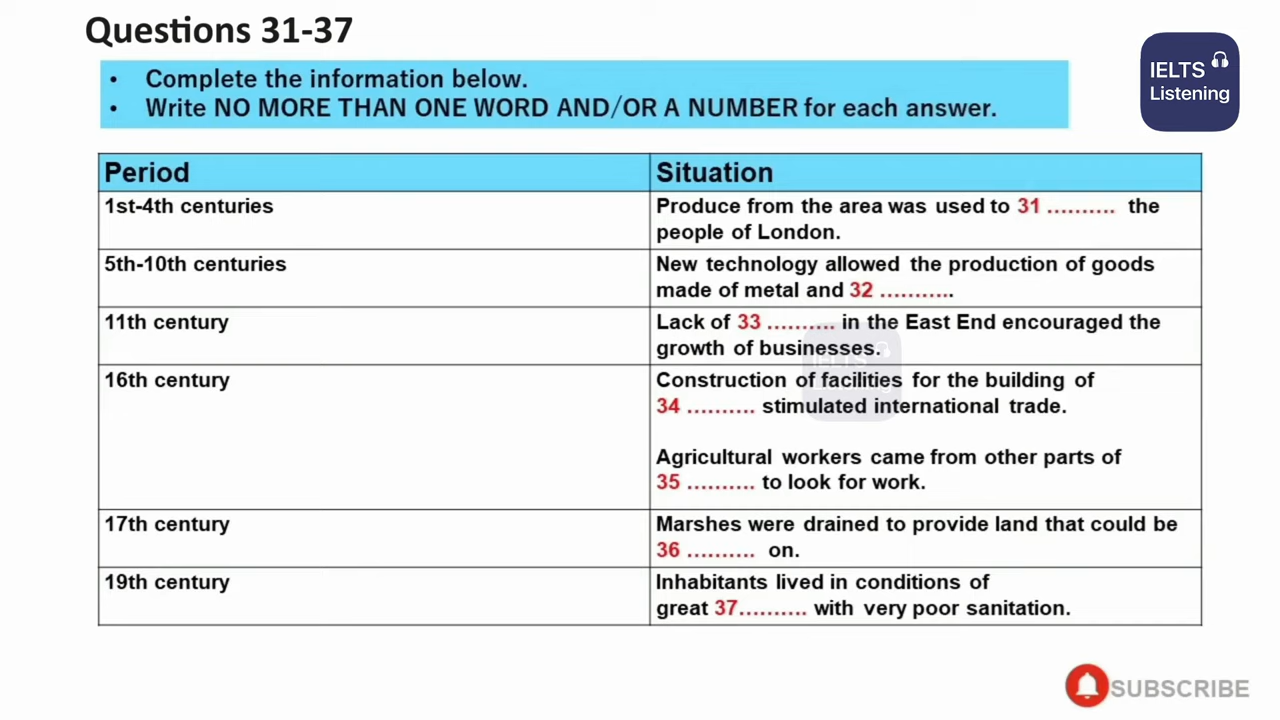 Questions 31-37
IELTS
Listening
• Complete the information below.
• Write NO MORE THAN ONE WORD AND/OR A NUMBER for each answer.
Period Situation
1st-4th centuries Produce from the area was used to 31 .......... the
people of London.
5th-10th centuries New technology allowed the production of goods
made of metal and 32 ...........
11th century Lack of 33 .......... in the East End encouraged the
growth of businesses.
16th century Construction of facilities for the building of
34 .......... stimulated international trade.
Agricultural workers came from other parts of
35 .......... to look for work.
17th century Marshes were drained to provide land that could be
36 .......... on.
19th century Inhabitants lived in conditions of
great 37.......... with very poor sanitation.
SUBSCRIBE